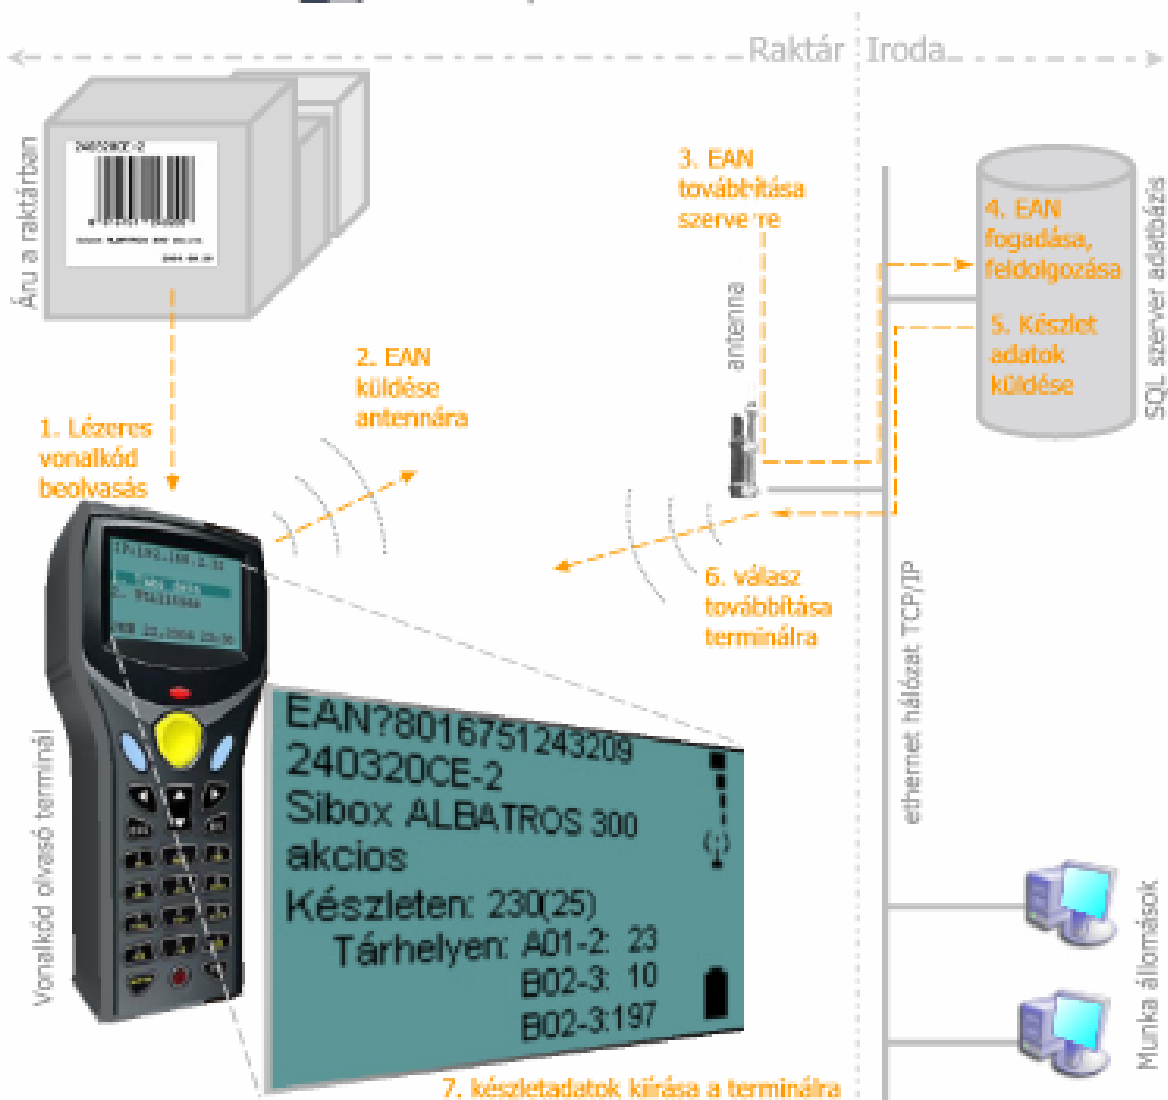 Raktár
Iroda
Áru a raktárban
240320CE-2
3. EAN
továbbítása
szerverre
4. EAN
fogadása,
feldolgozása
5. Készlet
adatok
küldése
SQL szerver adatbázis
antenna
2. EAN
küldése
antennára
1. Lézeres
vonalkód
beolvasás
6. válasz
továbbítása
terminálra
ethernet hálózat TCP/IP
Vonalkód olvasó terminál
EAN?8016751243209
240320CE-2
Sibox ALBATROS 300
akcios
Készleten: 230(25)
Tárhelyen: A01-2: 23
B02-3: 10
B02-3:197
Munka állomások
7. készletadatok kiírása a terminálra